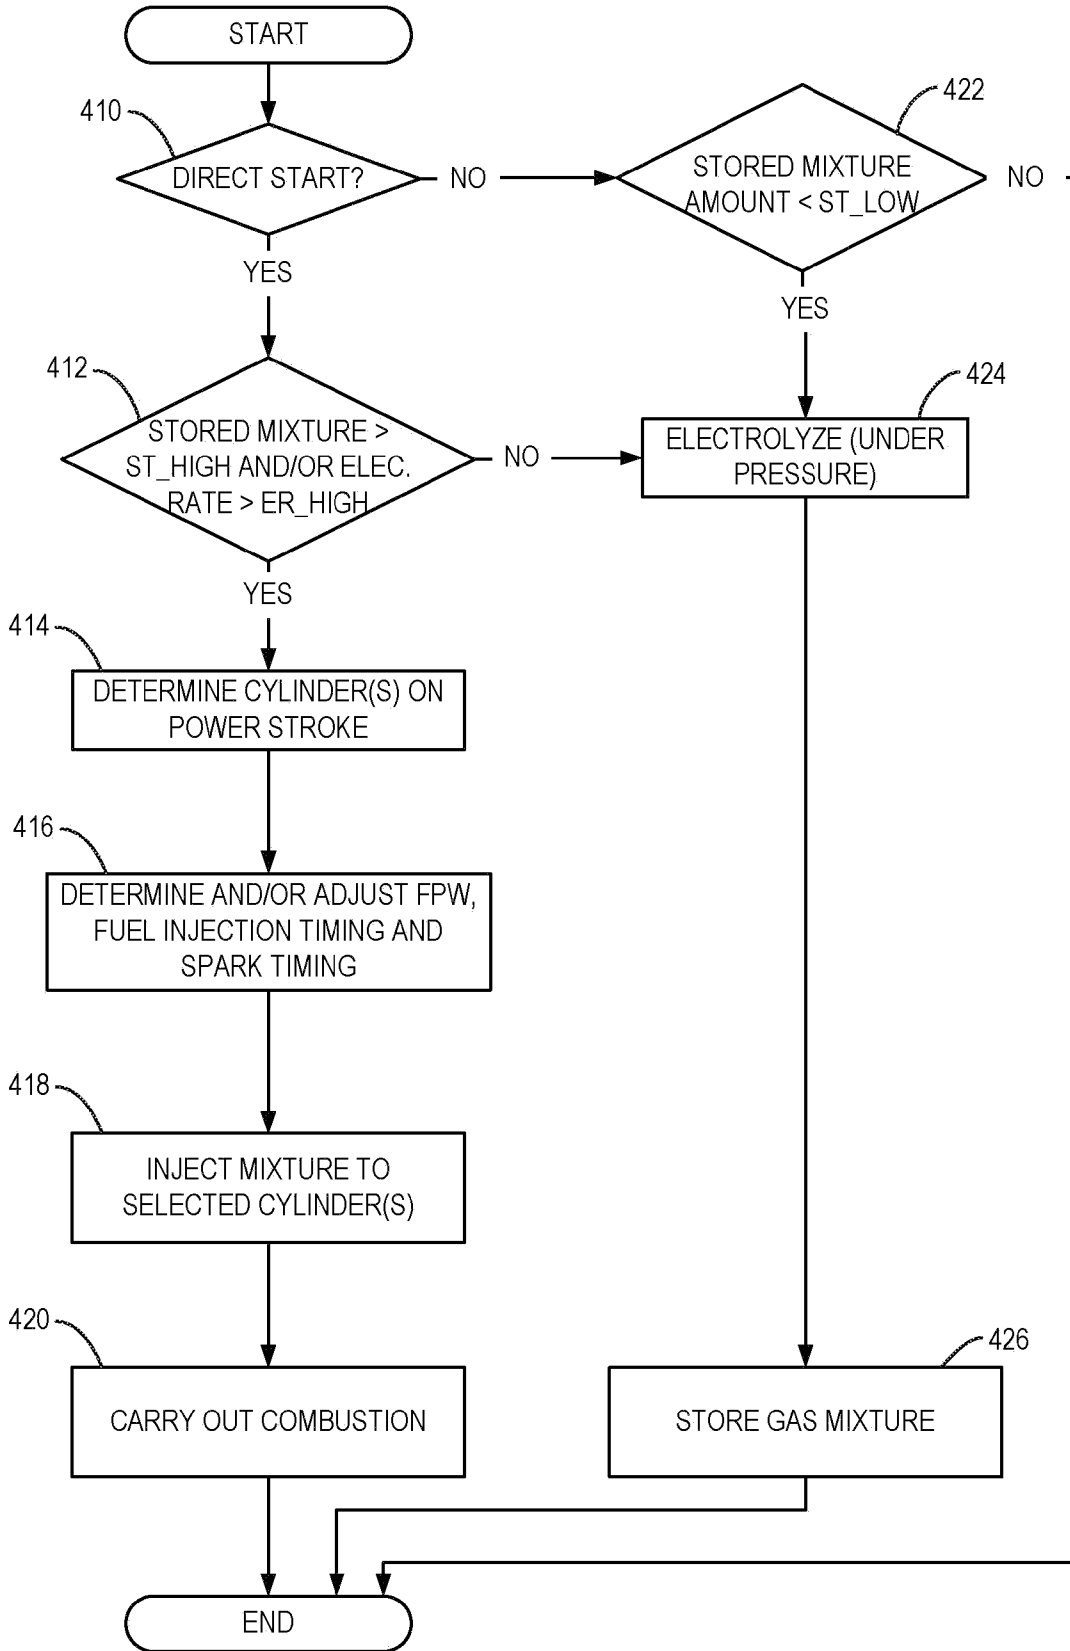 START
410
DIRECT START?
NO
422
STORED MIXTURE
AMOUNT < ST_LOW
NO
YES
YES
412
STORED MIXTURE >
ST_HIGH AND/OR ELEC.
RATE > ER_HIGH
NO
424
ELECTROLYZE (UNDER
PRESSURE)
YES
414
DETERMINE CYLINDER(S) ON
POWER STROKE
416
DETERMINE AND/OR ADJUST FPW,
FUEL INJECTION TIMING AND
SPARK TIMING
418
INJECT MIXTURE TO
SELECTED CYLINDER(S)
420
CARRY OUT COMBUSTION
426
STORE GAS MIXTURE
END